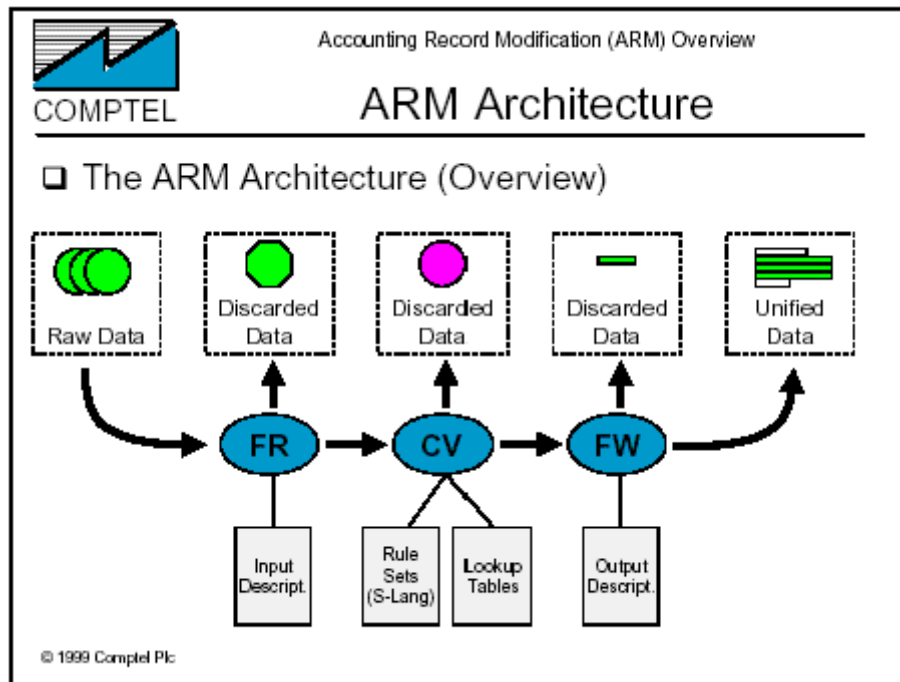 Accounting Record Modification (ARM) Overview
COMPTEL
ARM Architecture
❑ The ARM Architecture (Overview)
Raw Data
Discarded
Data
Discarded
Data
Discarded
Data
Unified
Data
FR
CV
FW
Input
Descript.
Rule
Sets
(S-Lang)
Lookup
Tables
Output
Descript.
© 1999 Comptel Plc